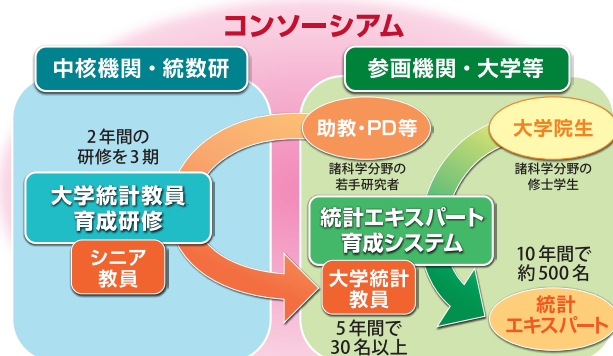 コンソーシアム
中核機関・統数研
2年間の
研修を3期
大学統計教員
育成研修
シニア
教員
参画機関・大学等
助教・PD等
諸科学分野の
若手研究者
大学院生
諸科学分野の
修士学生
統計エキスパート
育成システム
大学統計
教員
5年間で
30名以上
10年間で
約500名
統計
エキスパート